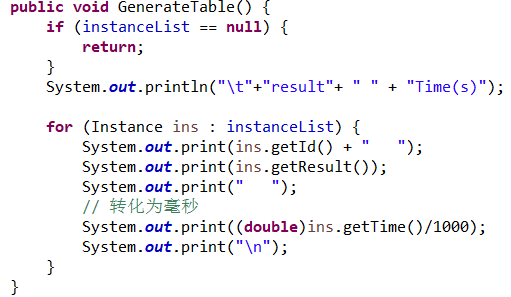 public void GenerateTable() {
    if (instanceList == null) {
        return;
    }
    System.out.println("\t"+"result"+ " " + "Time(s)");

    for (Instance ins : instanceList) {
        System.out.print(ins.getId() + "   ");
        System.out.print(ins.getResult());
        System.out.print("   ");
        // 转化为毫秒
        System.out.print((double)ins.getTime()/1000);
        System.out.print("\n");
    }
}